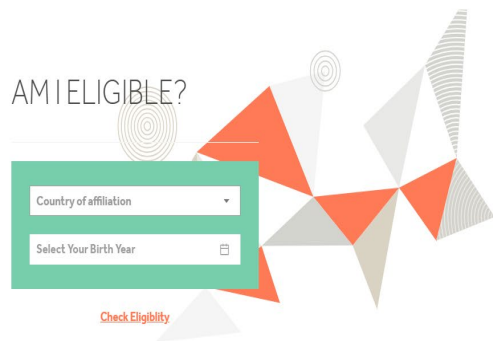 AM I ELIGIBLE?
Country of affiliation
Select Your Birth Year
Check Eligiblity